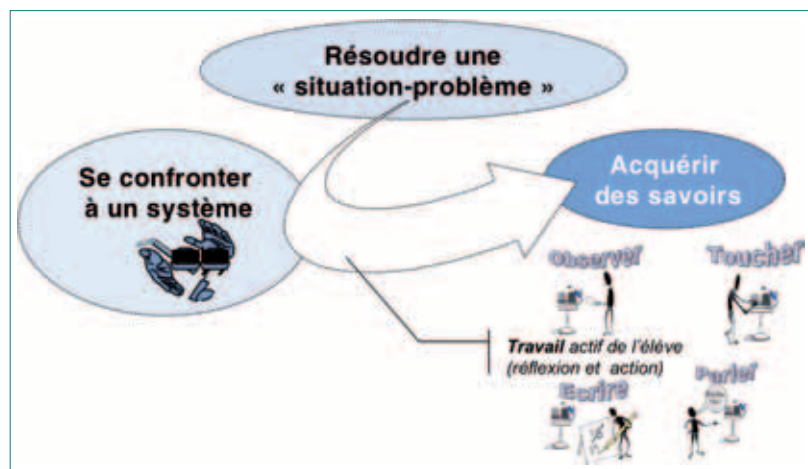 Résoudre une
« situation-problème »
Se confronter
à un système
Acquérir
des savoirs
Observer
Toucher
Travail actif de l'élève
(réflexion et action)
Ecrire
Parler